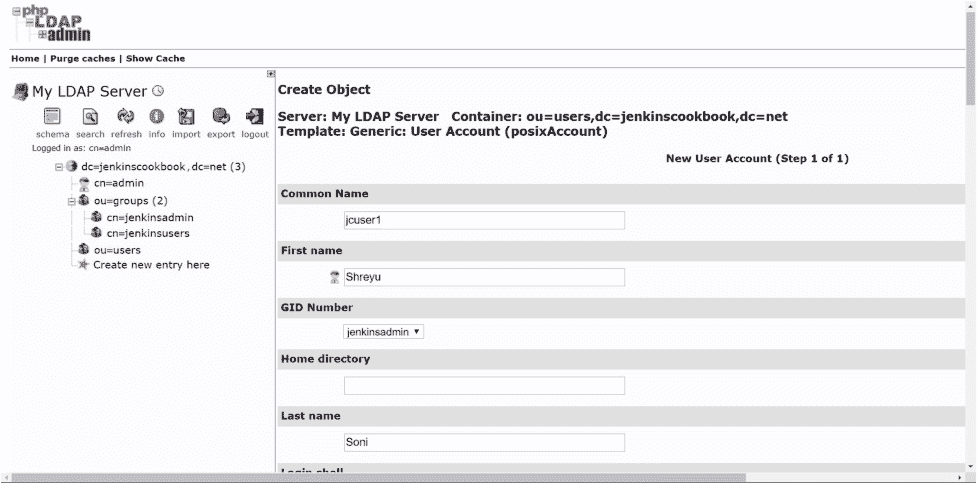 php
LDAP
admin
Home | Purge caches | Show Cache
My LDAP Server
schema search refresh info import export logout
Logged in as: cn=admin
dc=jenkinscookbook,dc=net (3)
cn=admin
ou=groups (2)
cn=jenkinsadmin
cn=jenkinsusers
ou=users
Create new entry here
Create Object
Server: My LDAP Server Container: ou=users,dc=jenkinscookbook,dc=net
Template: Generic: User Account (posixAccount)
New User Account (Step 1 of 1)
Common Name
jcuser1
First name
Shreyu
GID Number
jenkinsadmin
Home directory
Last name
Soni
Login shell